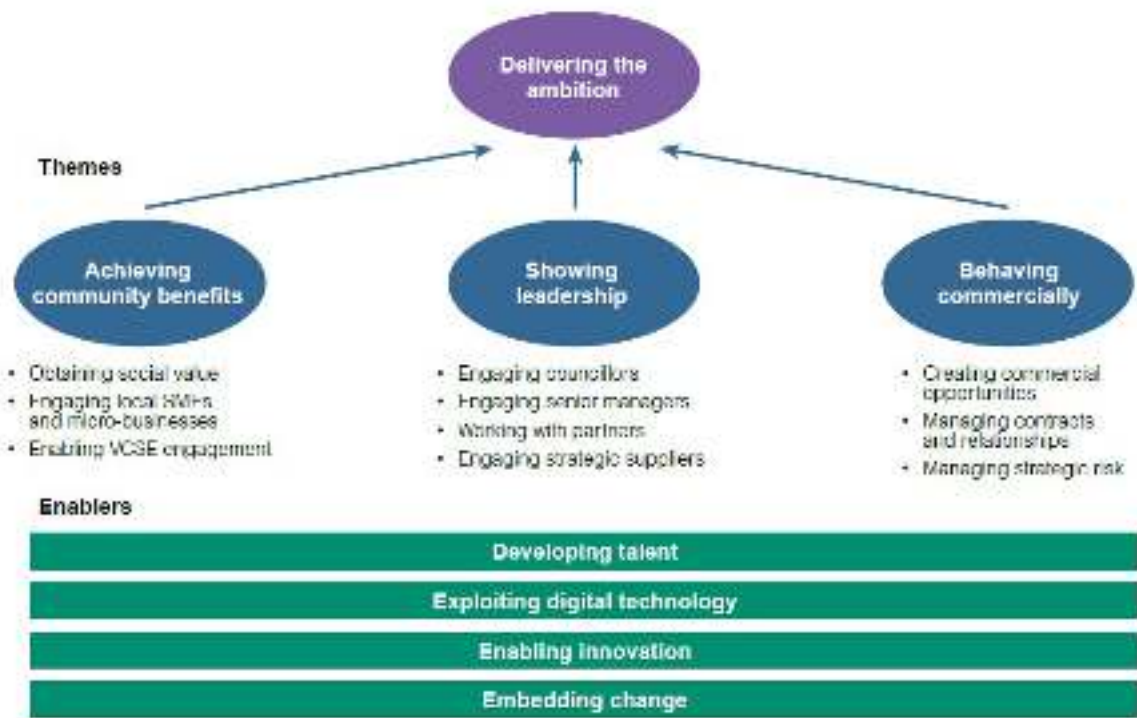 Delivering the
ambition
Themes
Achieving
community benefits
Showing
leadership
Behaving
commercially
• Obtaining social value
• Engaging local SMEs
and micro-businesses
• Enabling VCSE engagement
• Engaging councillors
• Engaging senior managers
• Working with partners
• Engaging strategic suppliers
• Creating commercial
opportunities
• Managing contracts
and relationships
• Managing strategic risk
Enablers
Developing talent
Exploiting digital technology
Enabling innovation
Embedding change